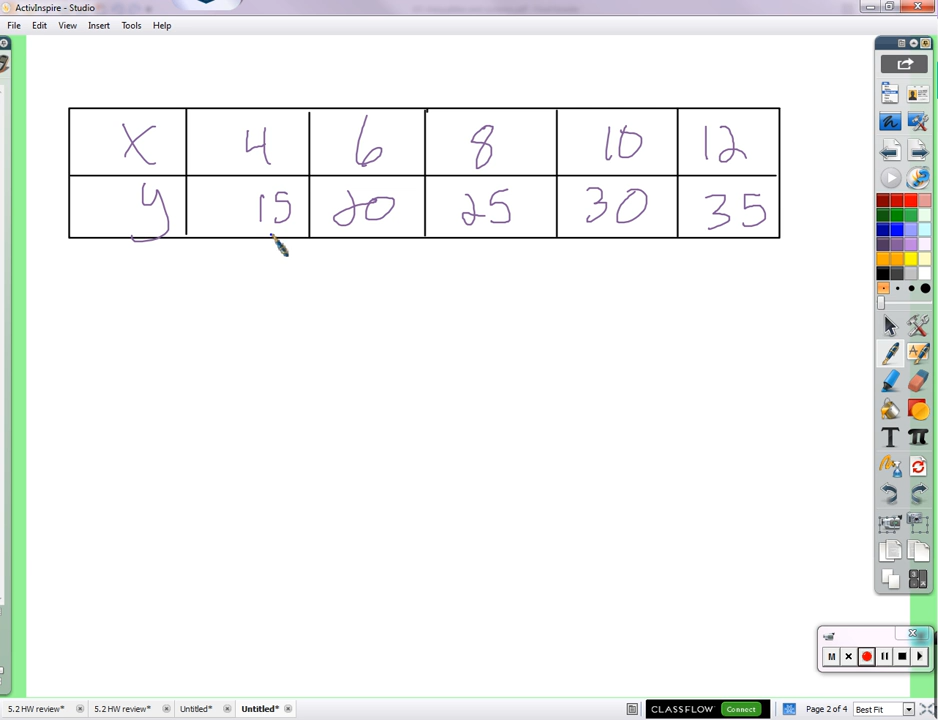 ActivInspire - Studio
File Edit View Insert Tools Help
X 4 6 8 10 12
y 15 20 25 30 35
5.2 HW review* 5.2 HW review* Untitled* Untitled* CLASSFLOW Connect Page 2 of 4 Best Fit